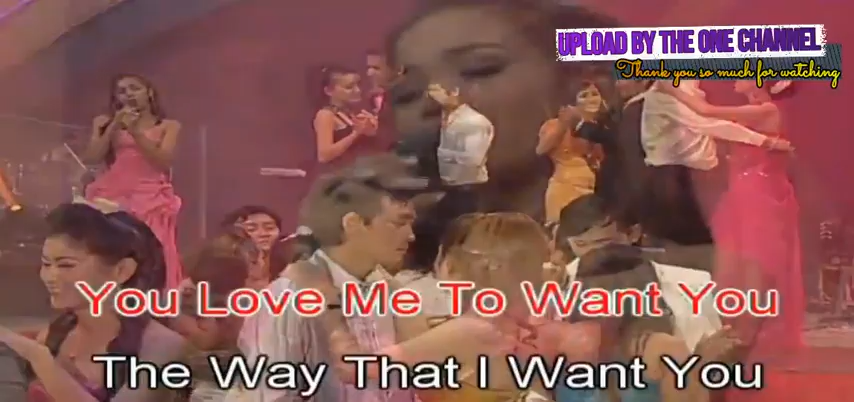 UPLOAD BY THE ONE CHANNEL
Thank you so much for watching
You Love Me To Want You
The Way That I Want You